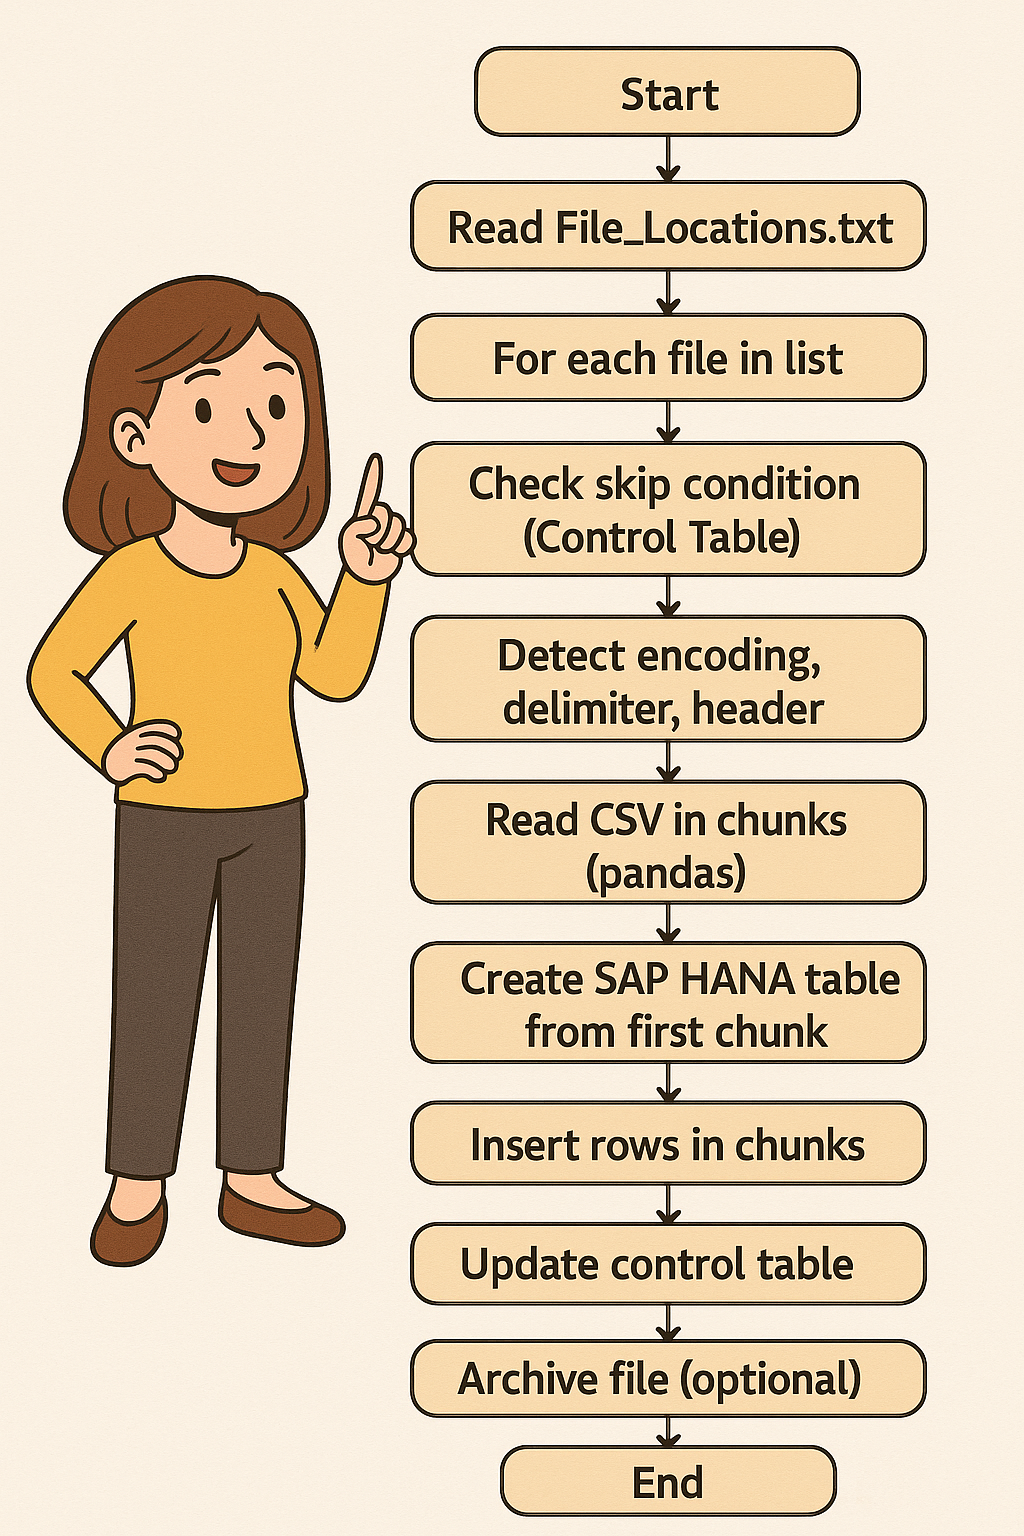 Start
Read File_Locations.txt
For each file in list
Check skip condition
(Control Table)
Detect encoding,
delimiter, header
Read CSV in chunks
(pandas)
Create SAP HANA table
from first chunk
Insert rows in chunks
Update control table
Archive file (optional)
End